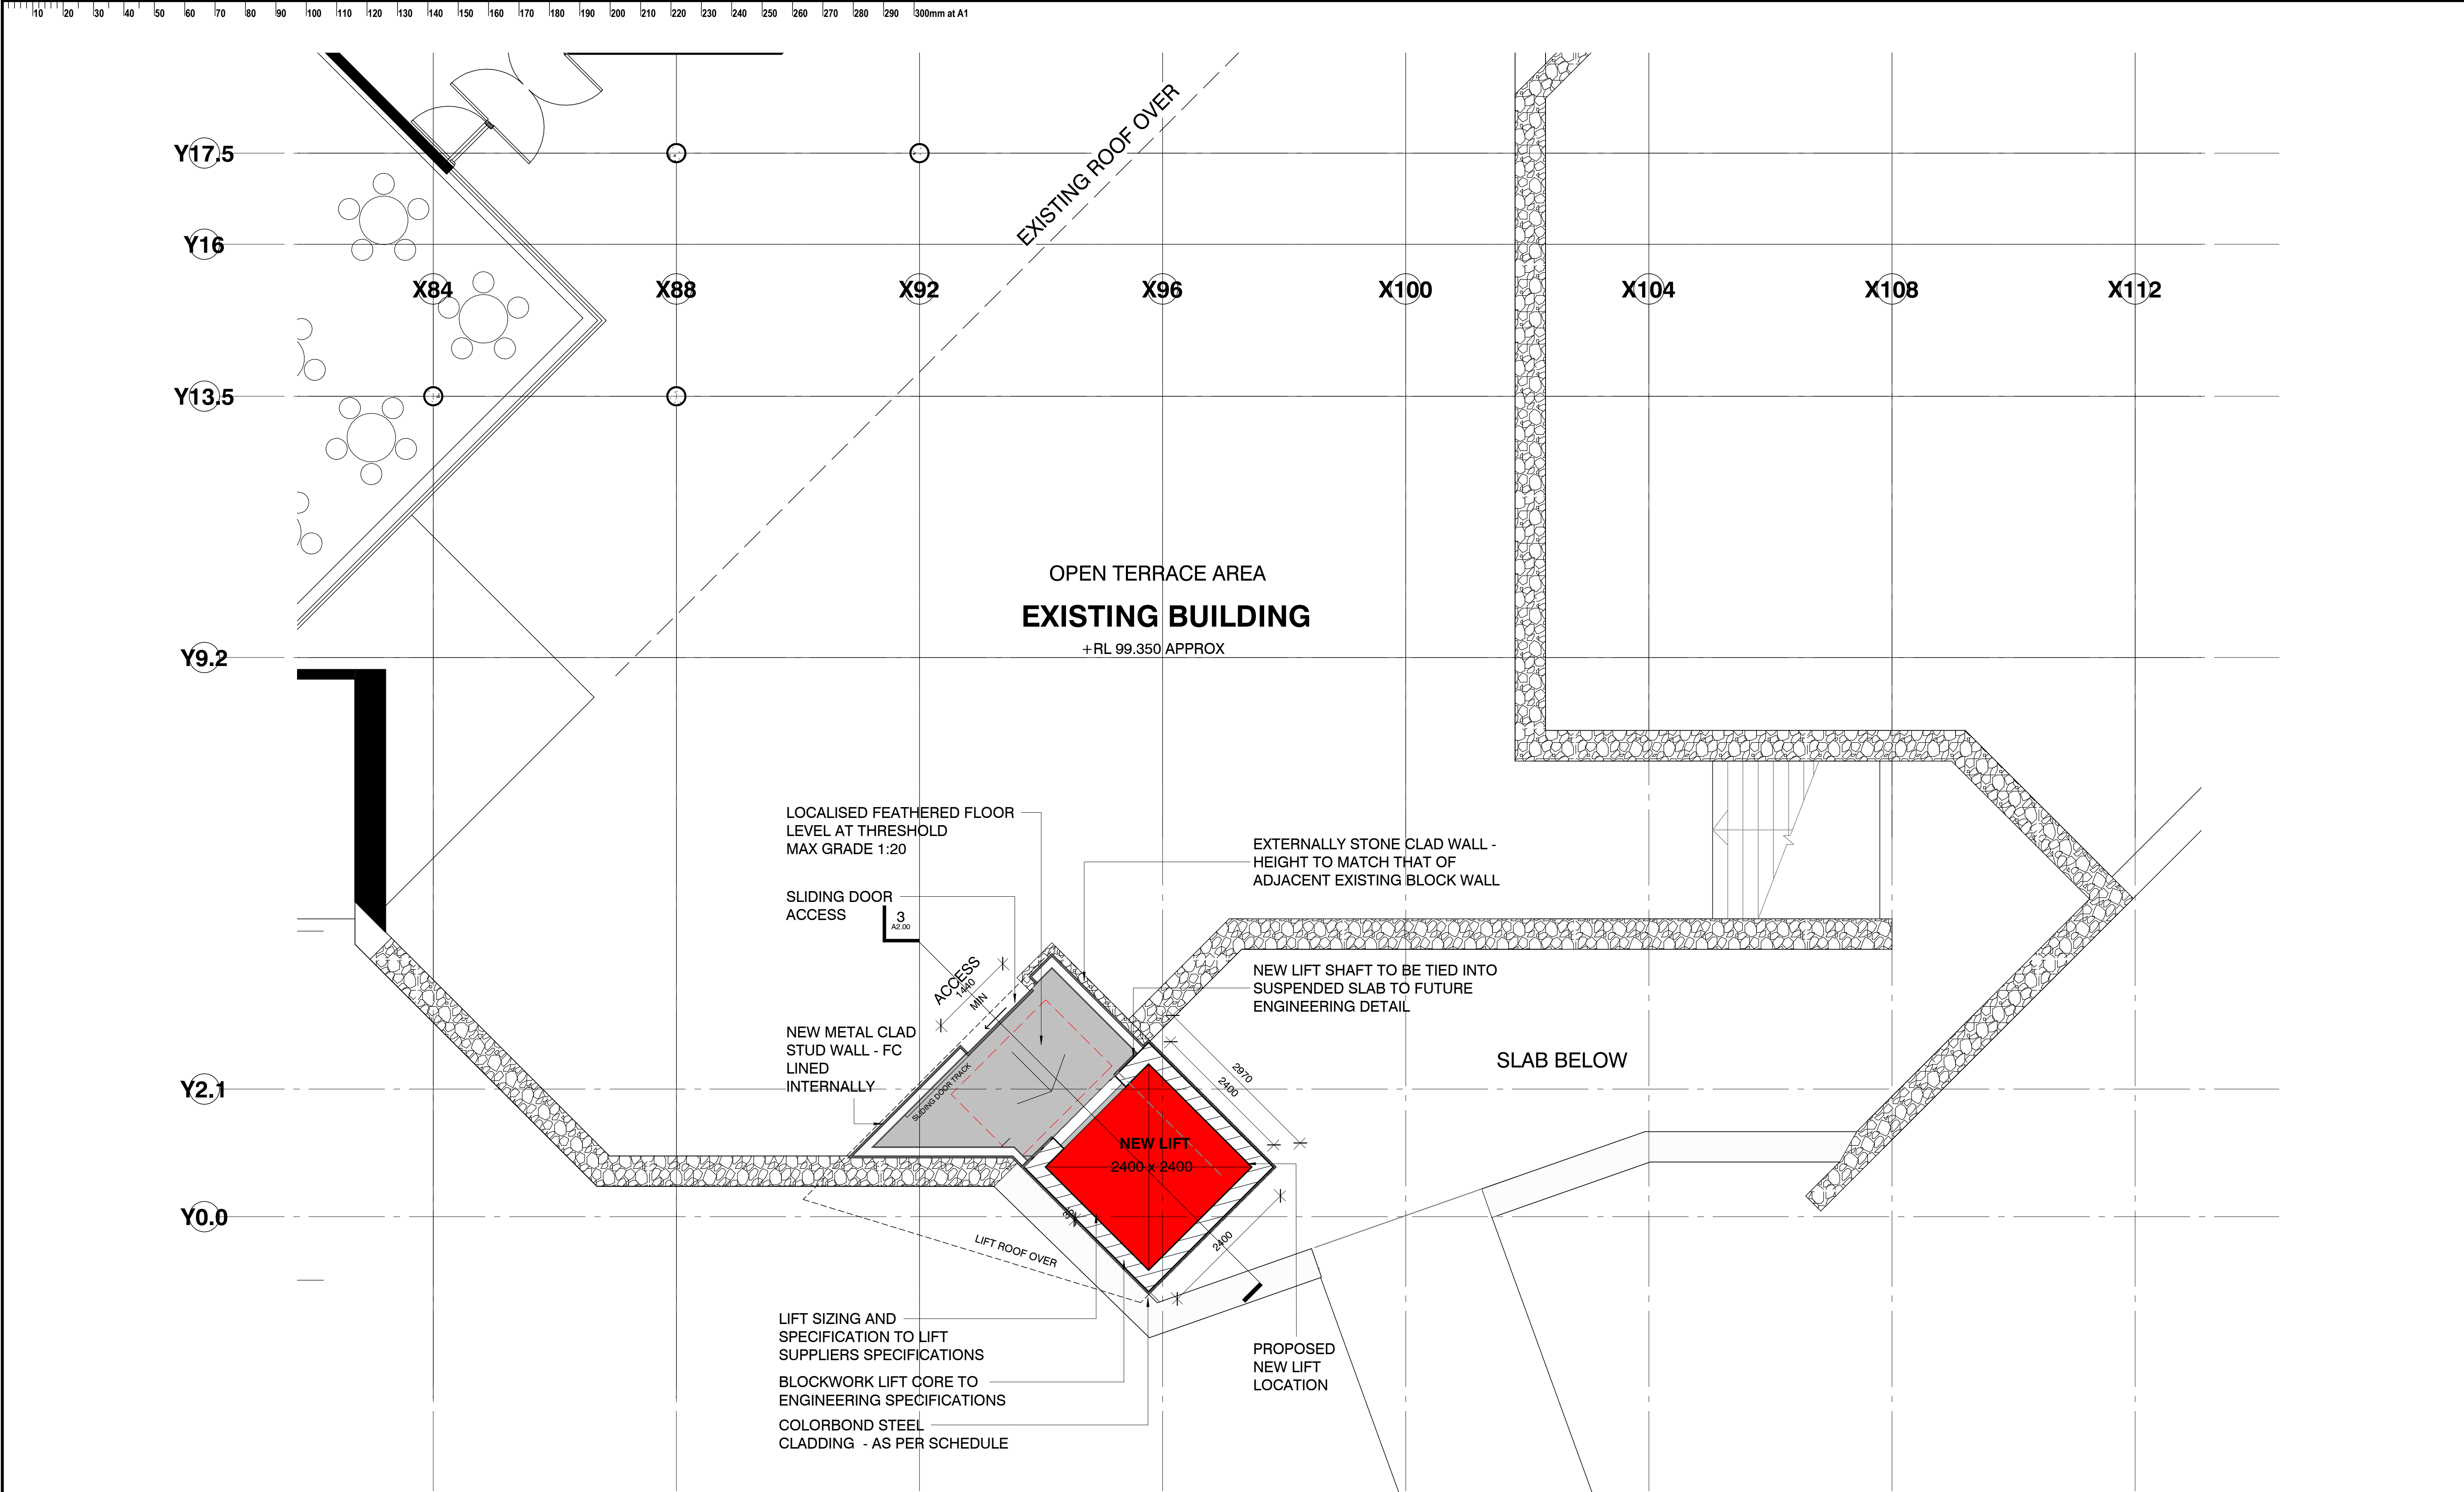 10 20 30 40 50 60 70 80 90 100 110 120 130 140 150 160 170 180 190 200 210 220 230 240 250 260 270 280 290 300mm at A1
EXISTING ROOF OVER
Y17.5
Y16
X84 X88 X92 X96 X100 X104 X108 X112
Y13.5
OPEN TERRACE AREA
EXISTING BUILDING
+RL 99.350 APPROX
Y9.2
LOCALISED FEATHERED FLOOR
LEVEL AT THRESHOLD
MAX GRADE 1:20
EXTERNALLY STONE CLAD WALL -
HEIGHT TO MATCH THAT OF
ADJACENT EXISTING BLOCK WALL
SLIDING DOOR
ACCESS
3
A2.00
ACCESS
1440
MIN
NEW LIFT SHAFT TO BE TIED INTO
SUSPENDED SLAB TO FUTURE
ENGINEERING DETAIL
NEW METAL CLAD
STUD WALL - FC
LINED
INTERNALLY
SLIDING DOOR TRACK
2970
2400
SLAB BELOW
Y2.1
NEW LIFT
2400 x 2400
Y0.0
2400
LIFT ROOF OVER
LIFT SIZING AND
SPECIFICATION TO LIFT
SUPPLIERS SPECIFICATIONS
BLOCKWORK LIFT CORE TO
ENGINEERING SPECIFICATIONS
COLORBOND STEEL
CLADDING - AS PER SCHEDULE
PROPOSED
NEW LIFT
LOCATION